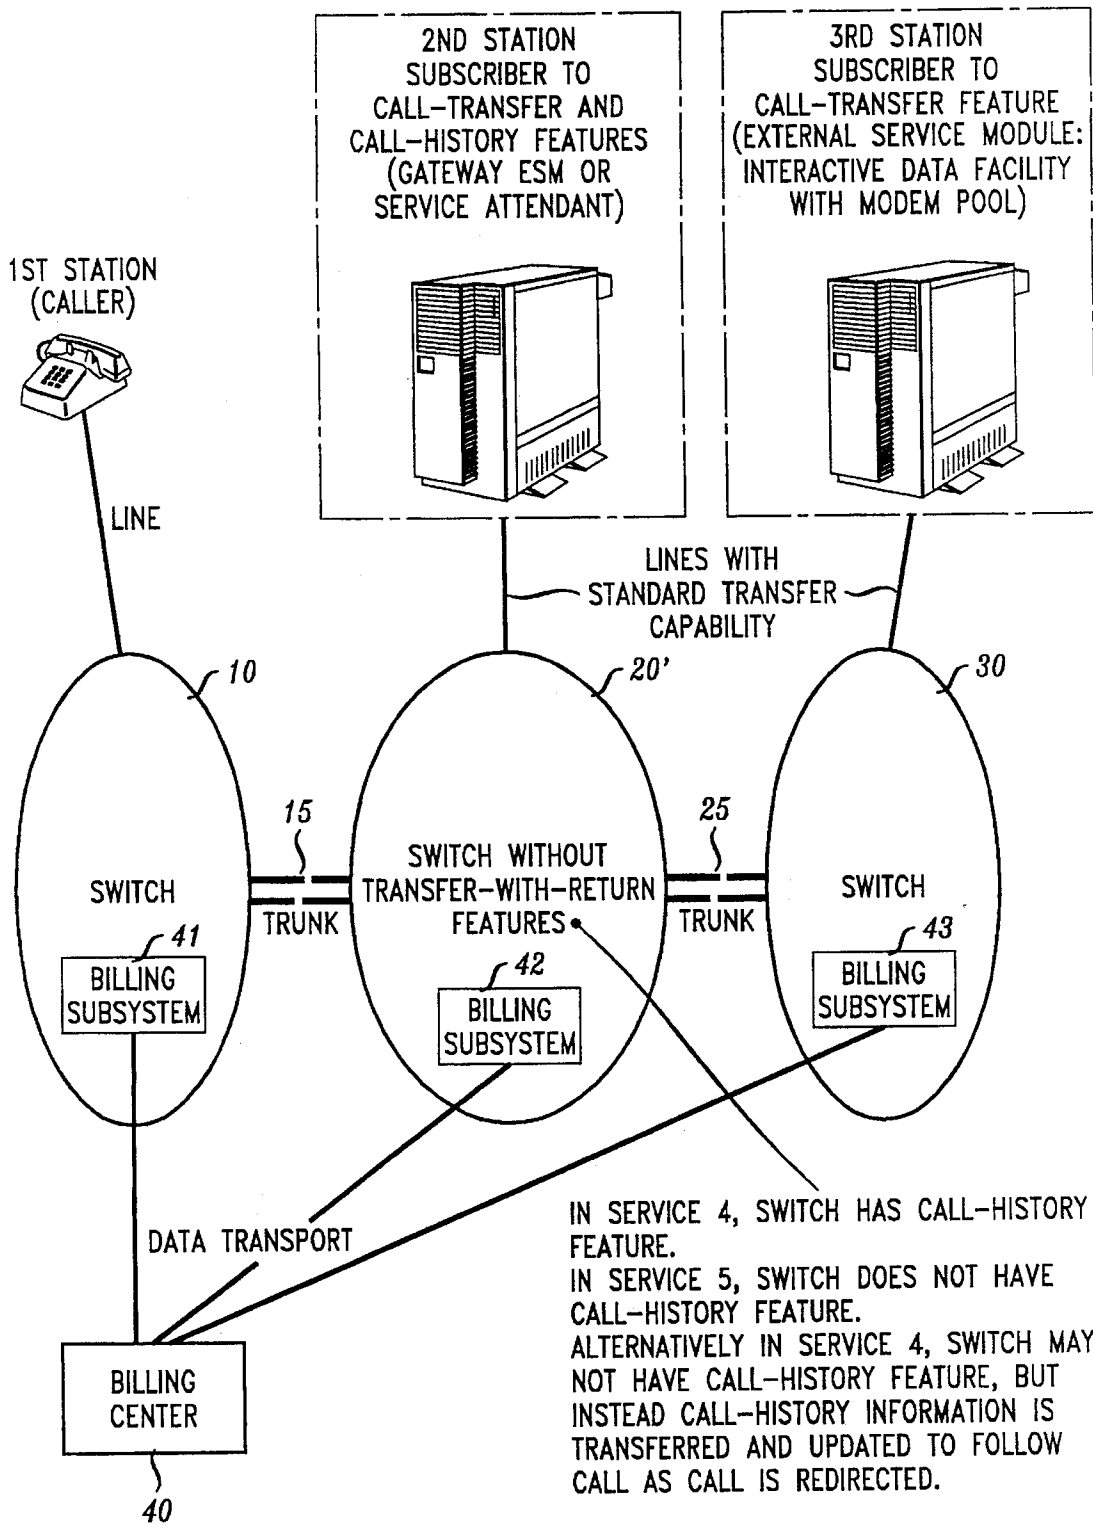 2ND STATION
SUBSCRIBER TO
CALL-TRANSFER AND
CALL-HISTORY FEATURES
(GATEWAY ESM OR
SERVICE ATTENDANT)
3RD STATION
SUBSCRIBER TO
CALL-TRANSFER FEATURE
(EXTERNAL SERVICE MODULE:
INTERACTIVE DATA FACILITY
WITH MODEM POOL)
1ST STATION
(CALLER)
LINE
LINES WITH
STANDARD TRANSFER
CAPABILITY
10
20'
30
15
25
SWITCH
TRUNK
SWITCH WITHOUT
TRANSFER-WITH-RETURN
FEATURES
TRUNK
SWITCH
41
BILLING
SUBSYSTEM
42
BILLING
SUBSYSTEM
43
BILLING
SUBSYSTEM
DATA TRANSPORT
IN SERVICE 4, SWITCH HAS CALL-HISTORY
FEATURE.
IN SERVICE 5, SWITCH DOES NOT HAVE
CALL-HISTORY FEATURE.
ALTERNATIVELY IN SERVICE 4, SWITCH MAY
NOT HAVE CALL-HISTORY FEATURE, BUT
INSTEAD CALL-HISTORY INFORMATION IS
TRANSFERRED AND UPDATED TO FOLLOW
CALL AS CALL IS REDIRECTED.
BILLING
CENTER
40